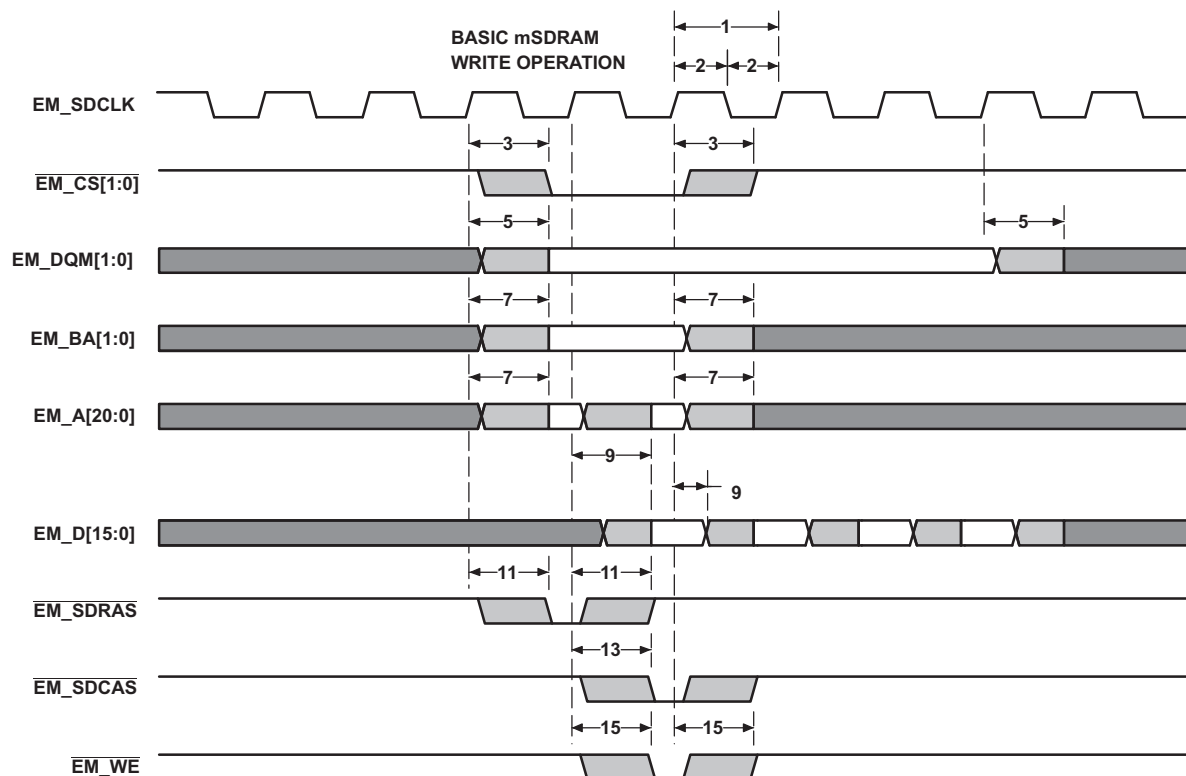 1
BASIC mSDRAM
WRITE OPERATION
2
2
EM_SDCLK
3
3
EM_CS[1:0]
5
5
EM_DQM[1:0]
7
7
EM_BA[1:0]
7
7
EM_A[20:0]
9
9
EM_D[15:0]
11
11
EM_SDRAS
13
EM_SDCAS
15
15
EM_WE